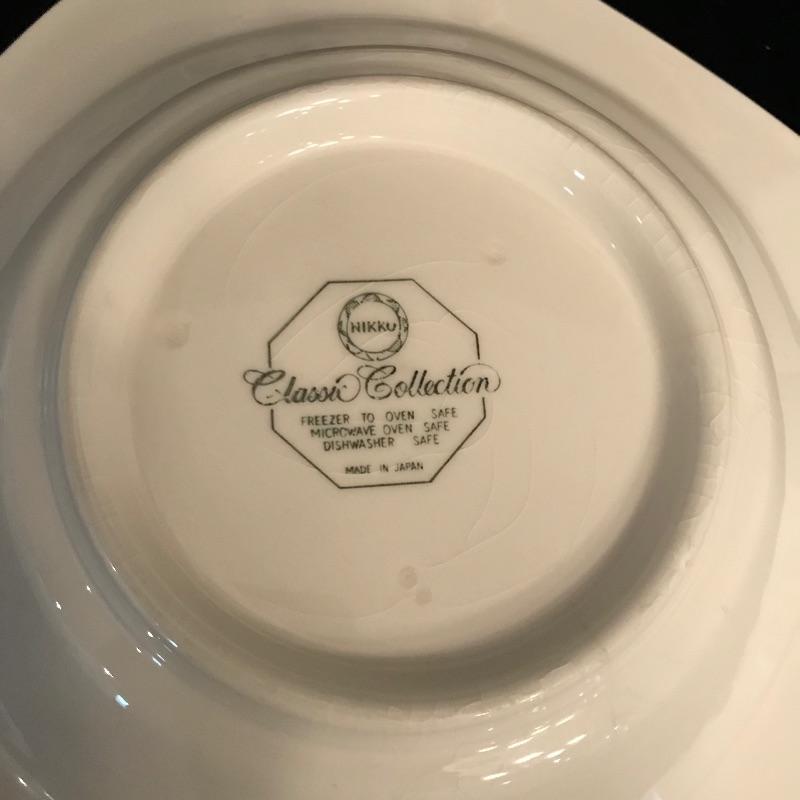 NIKKO
Classic Collection
FREEZER TO OVEN SAFE
MICROWAVE OVEN SAFE
DISHWASHER SAFE
MADE IN JAPAN